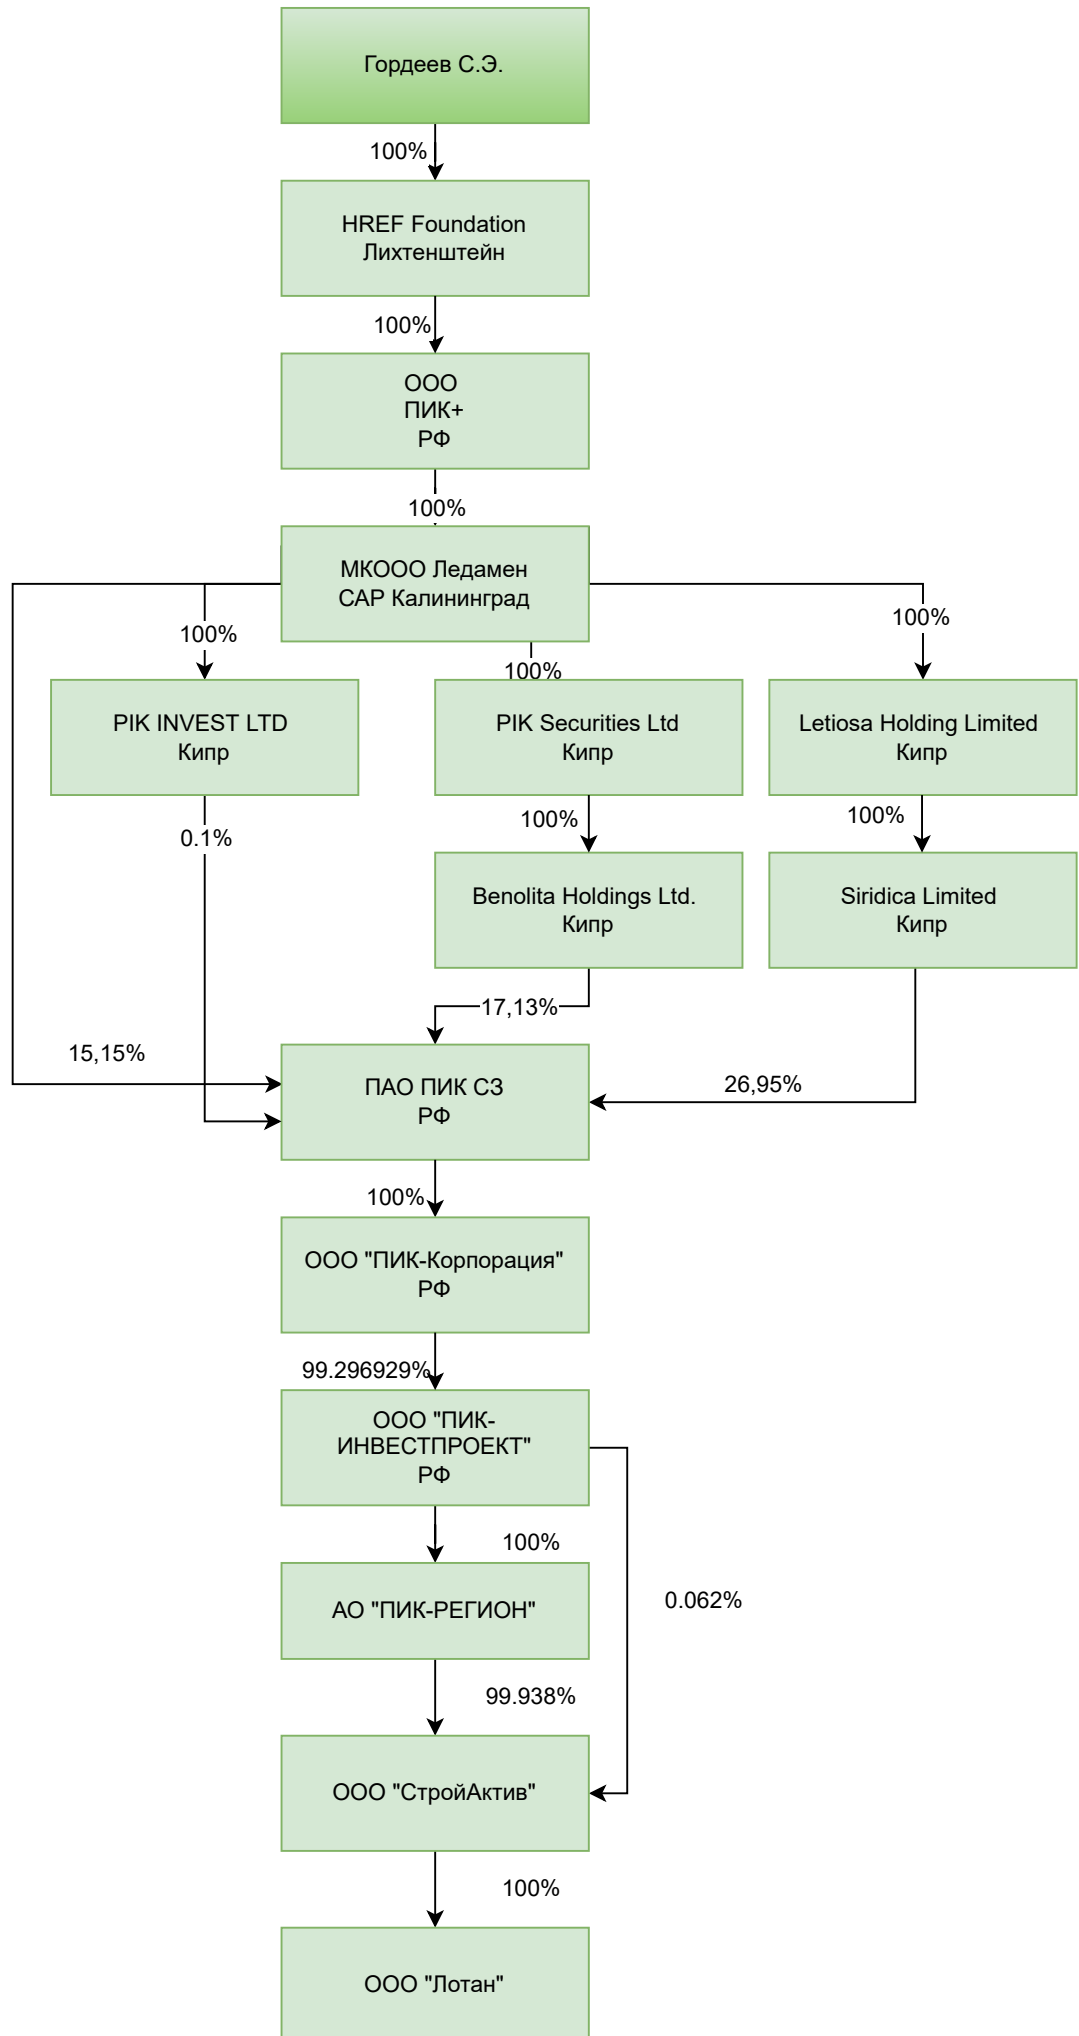 Гордеев С.Э.
100%
HREF Foundation
Лихтенштейн
100%
ООО
ПИК+
РФ
100%
МКООО Ледамен
САР Калининград
100%
100%
100%
PIK INVEST LTD
Кипр
PIK Securities Ltd
Кипр
Letiosa Holding Limited
Кипр
0.1%
100%
100%
Benolita Holdings Ltd.
Кипр
Siridica Limited
Кипр
17,13%
15,15%
26,95%
ПАО ПИК СЗ
РФ
100%
ООО "ПИК-Корпорация"
РФ
99.296929%
ООО "ПИК-
ИНВЕСТПРОЕКТ"
РФ
100%
0.062%
АО "ПИК-РЕГИОН"
99.938%
ООО "СтройАктив"
100%
ООО "Лотан"